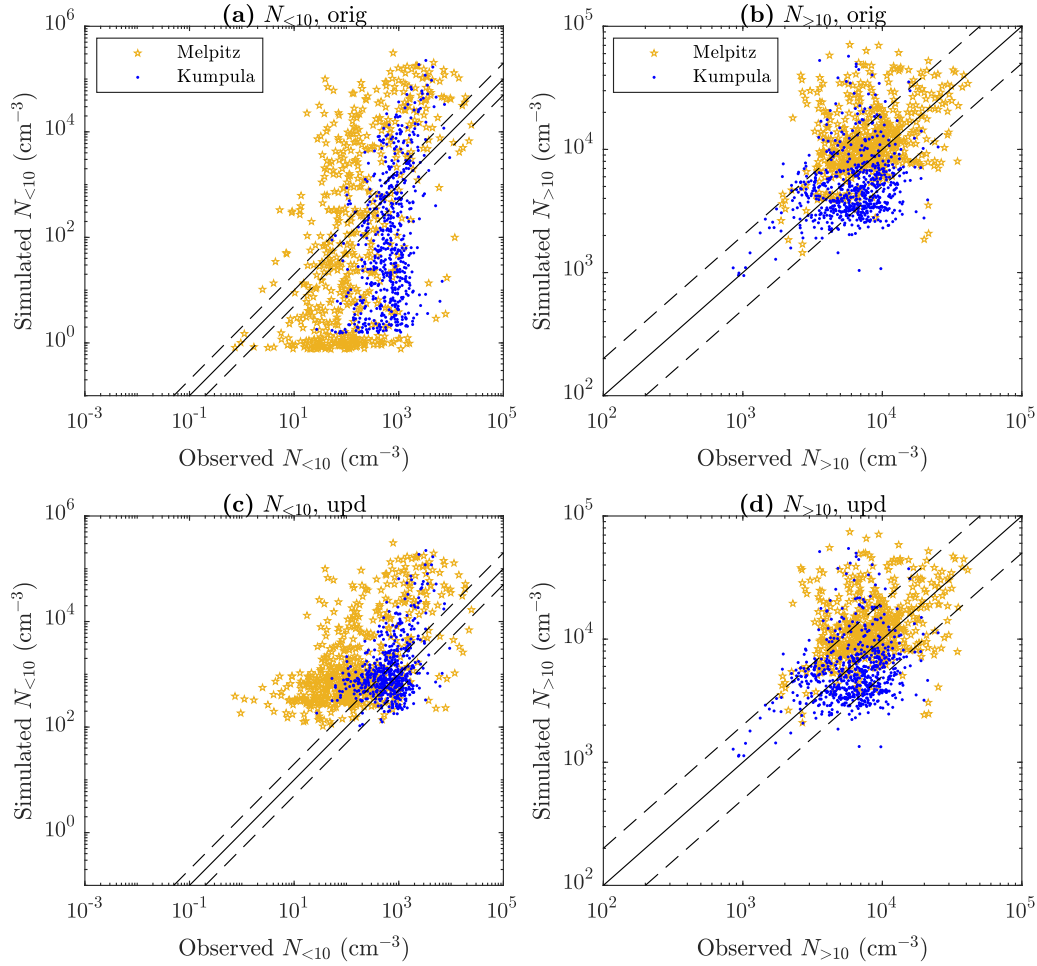 (a) N<10, orig
10^6
10^4
10^2
10^0
10^-3
10^-1
10^1
10^3
10^5
Simulated N<10 (cm^-3)
Observed N<10 (cm^-3)
Melpitz
Kumpula
(b) N>10, orig
10^5
10^4
10^3
10^2
10^2
10^3
10^4
10^5
Simulated N>10 (cm^-3)
Observed N>10 (cm^-3)
Melpitz
Kumpula
(c) N<10, upd
10^6
10^4
10^2
10^0
10^-3
10^-1
10^1
10^3
10^5
Simulated N<10 (cm^-3)
Observed N<10 (cm^-3)
(d) N>10, upd
10^5
10^4
10^3
10^2
10^2
10^3
10^4
10^5
Simulated N>10 (cm^-3)
Observed N>10 (cm^-3)